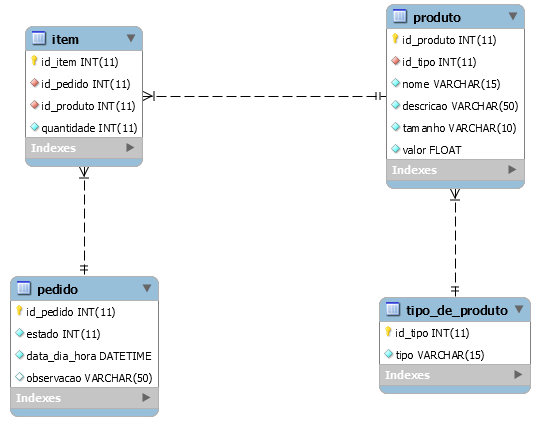 item
id_item INT(11)
id_pedido INT(11)
id_produto INT(11)
quantidade INT(11)
Indexes
produto
id_produto INT(11)
id_tipo INT(11)
nome VARCHAR(15)
descricao VARCHAR(50)
tamanho VARCHAR(10)
valor FLOAT
Indexes
pedido
id_pedido INT(11)
estado INT(11)
data_dia_hora DATETIME
observacao VARCHAR(50)
Indexes
tipo_de_produto
id_tipo INT(11)
tipo VARCHAR(15)
Indexes